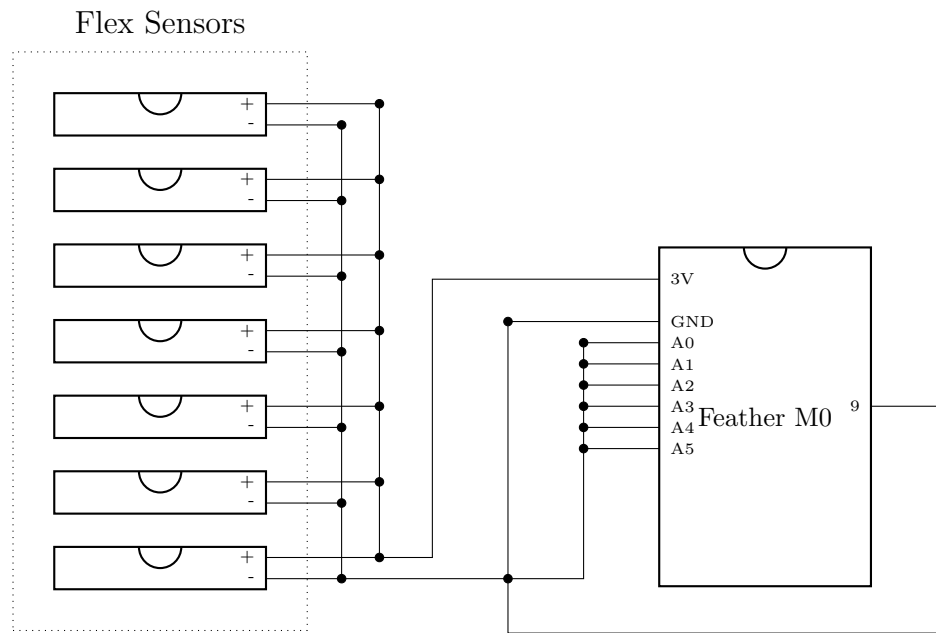 Flex Sensors
+
-
+
-
+
-
+
-
+
-
+
-
+
-
3V
GND
A0
A1
A2
A3
A4
A5
Feather M0
9